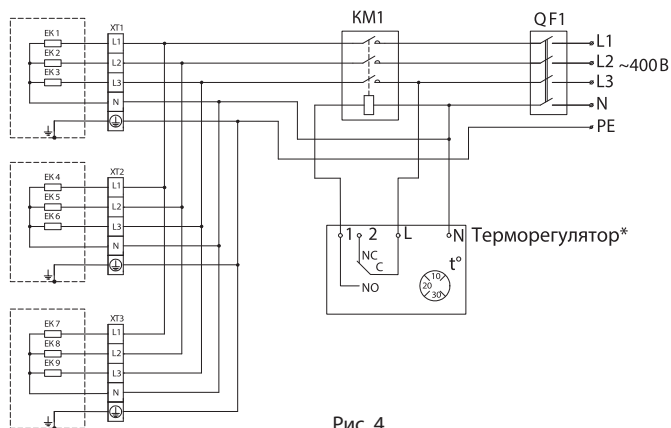 KM1
QF1
XT1
EK 1
L1
L1
EK 2
L2
L2
~400 В
EK 3
L3
L3
N
N
PE
XT2
EK 4
L1
EK 5
L2
EK 6
L3
N
1 2 L N Терморегулятор*
NC
C
NO
t°
10
20
30
XT3
EK 7
L1
EK 8
L2
EK 9
L3
N
Рис. 4